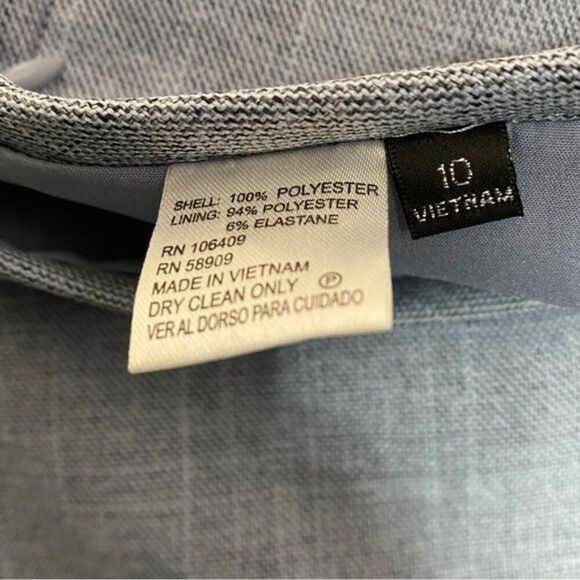 SHELL: 100% POLYESTER
LINING: 94% POLYESTER
6% ELASTANE
RN 106409
RN 58909
MADE IN VIETNAM
DRY CLEAN ONLY Ⓟ
VER AL DORSO PARA CUIDADO
10
VIETNAM